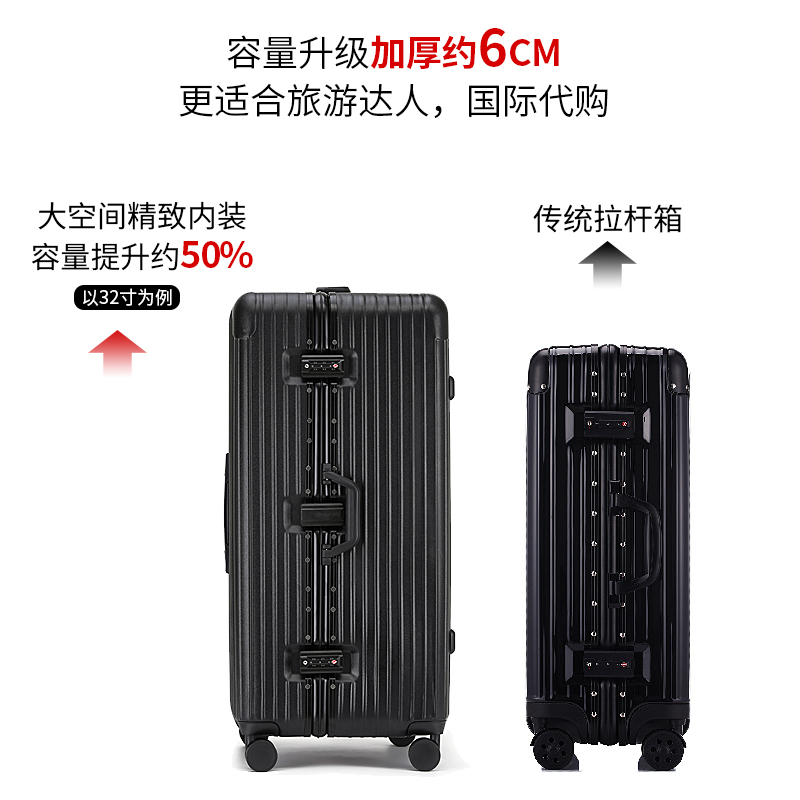 容量升级加厚约6CM
更适合旅游达人，国际代购
大空间精致内装
容量提升约50%
以32寸为例
传统拉杆箱